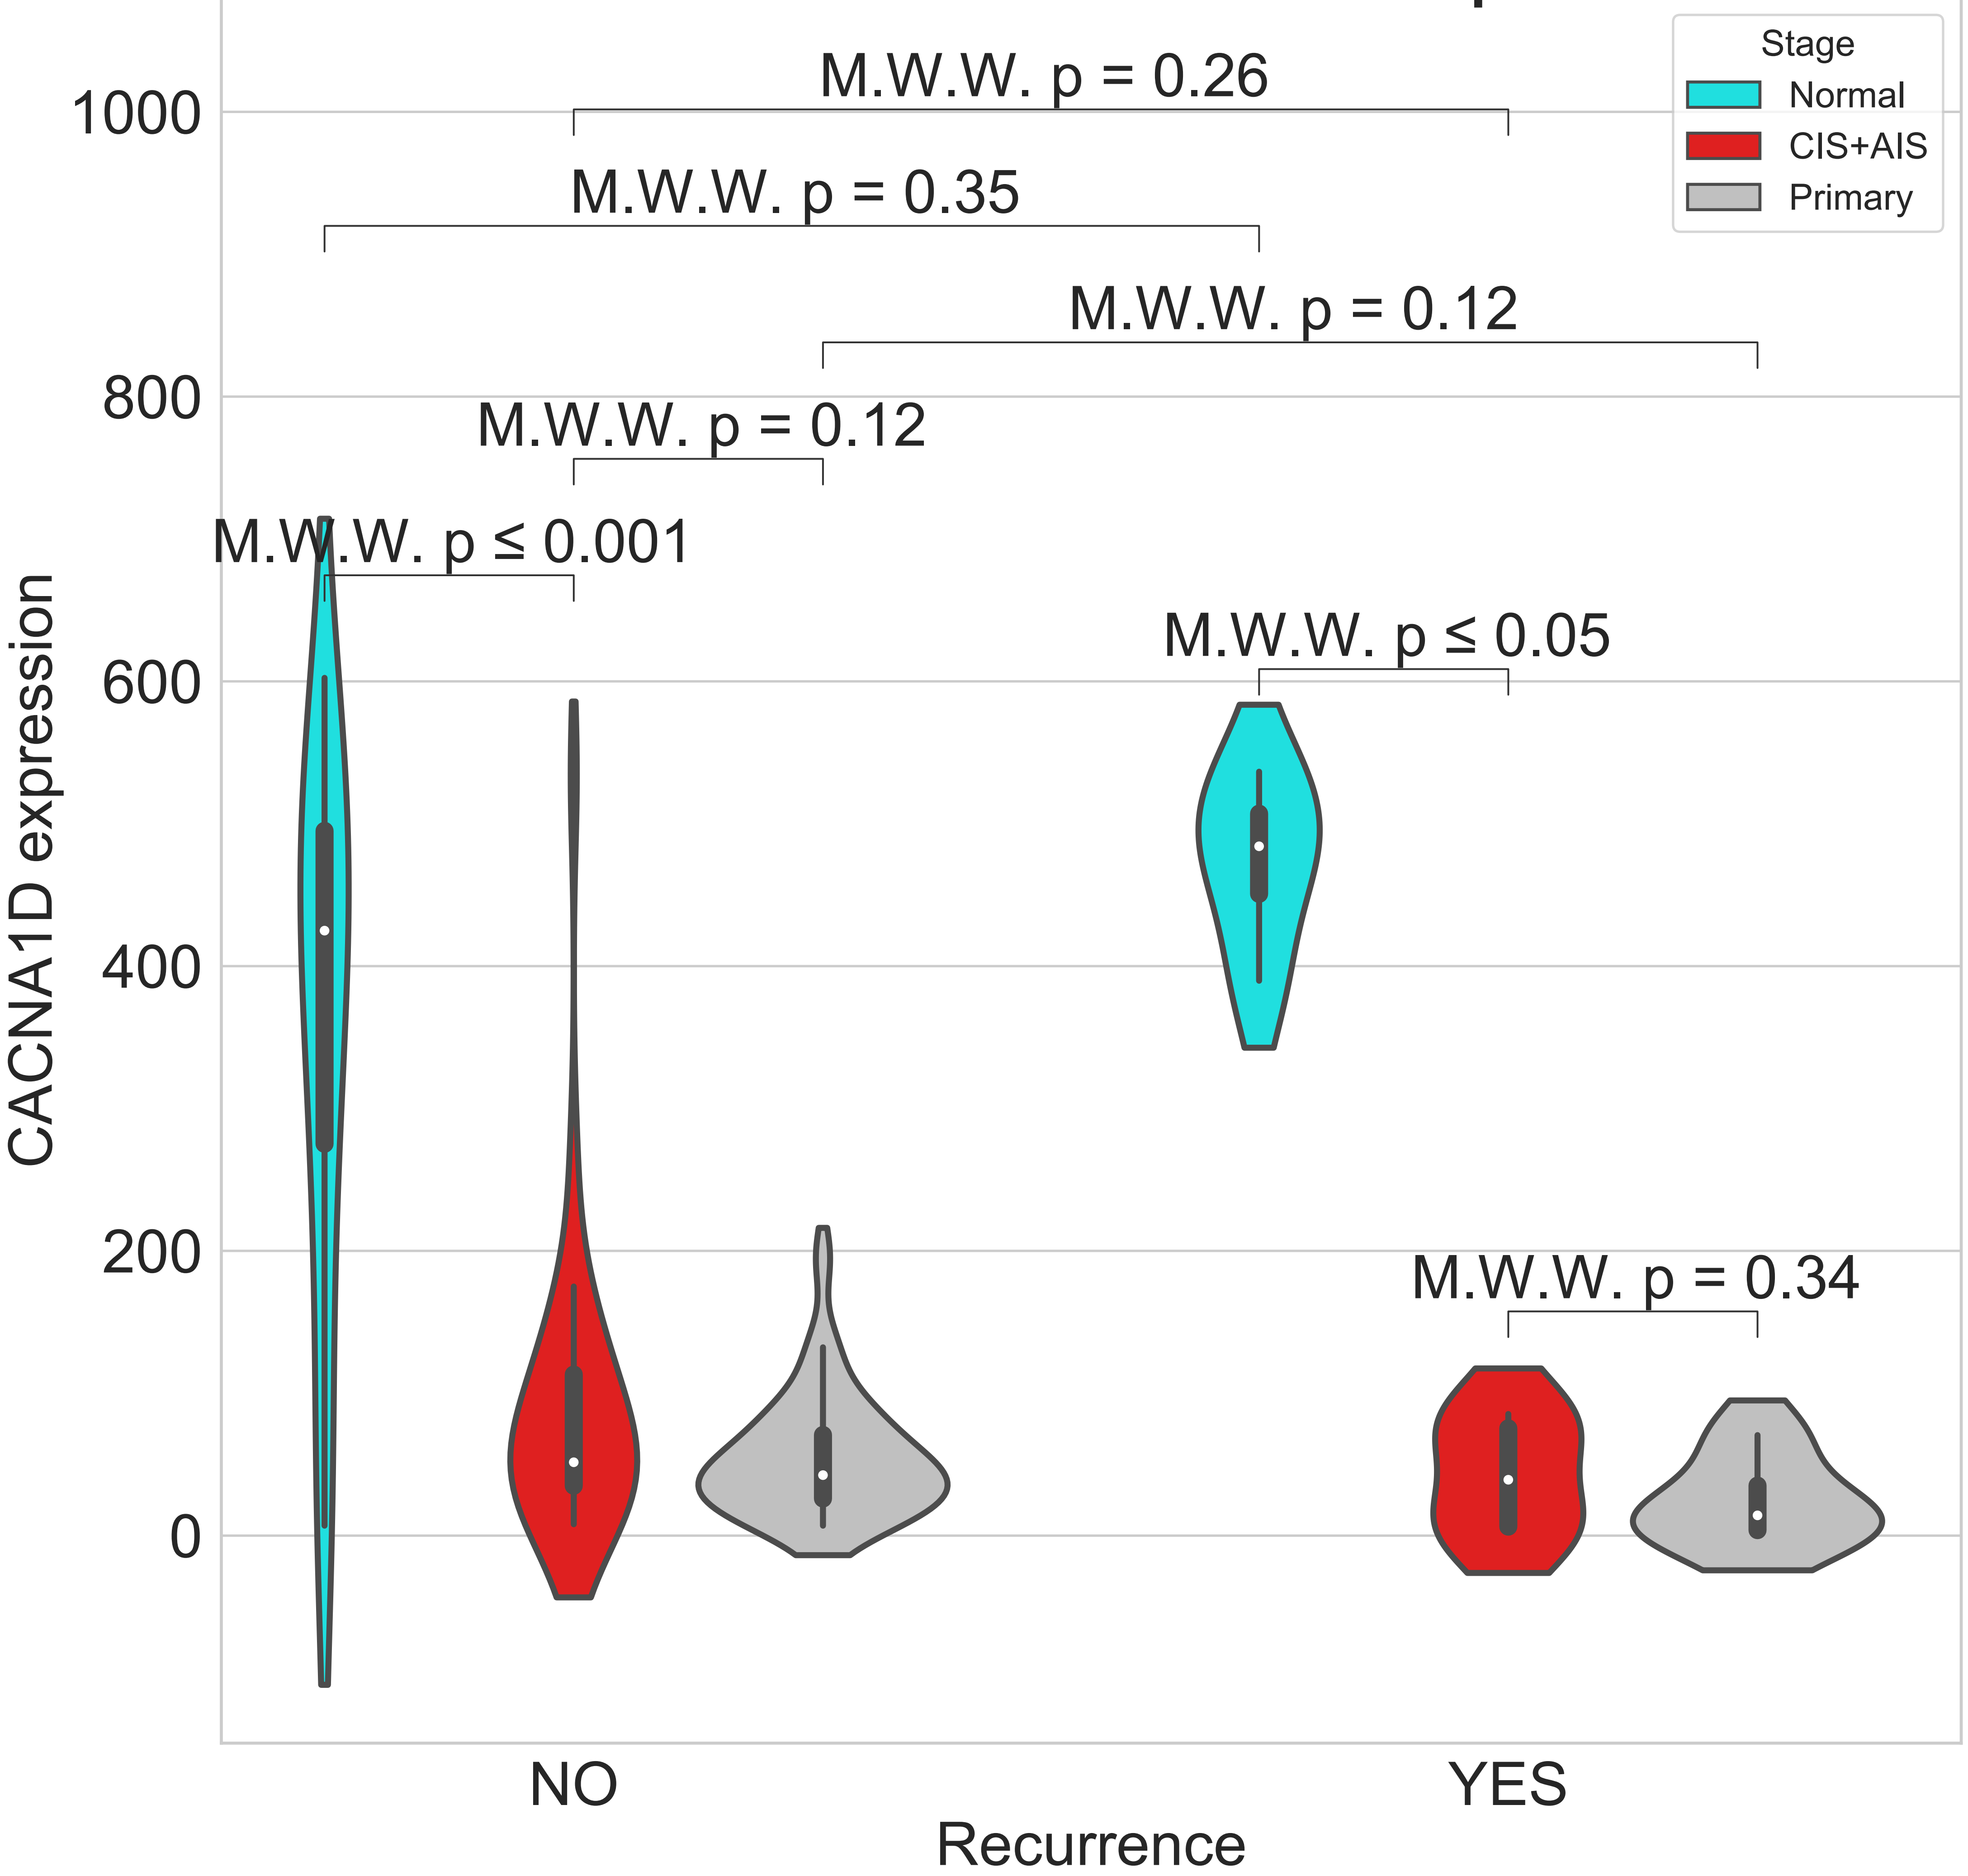 Stage
Normal
CIS+AIS
Primary
M.W.W. p = 0.26
M.W.W. p = 0.35
M.W.W. p = 0.12
M.W.W. p = 0.12
M.W.W. p ≤ 0.001
M.W.W. p ≤ 0.05
M.W.W. p = 0.34
1000
800
600
400
200
0
CACNA1D expression
NO
YES
Recurrence